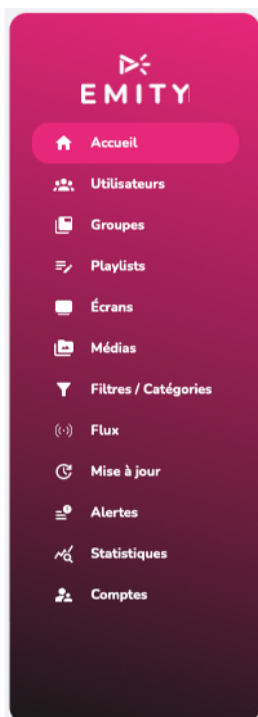 EMITY
Accueil
Utilisateurs
Groupes
Playlists
Écrans
Médias
Filtres / Catégories
Flux
Mise à jour
Alertes
Statistiques
Comptes